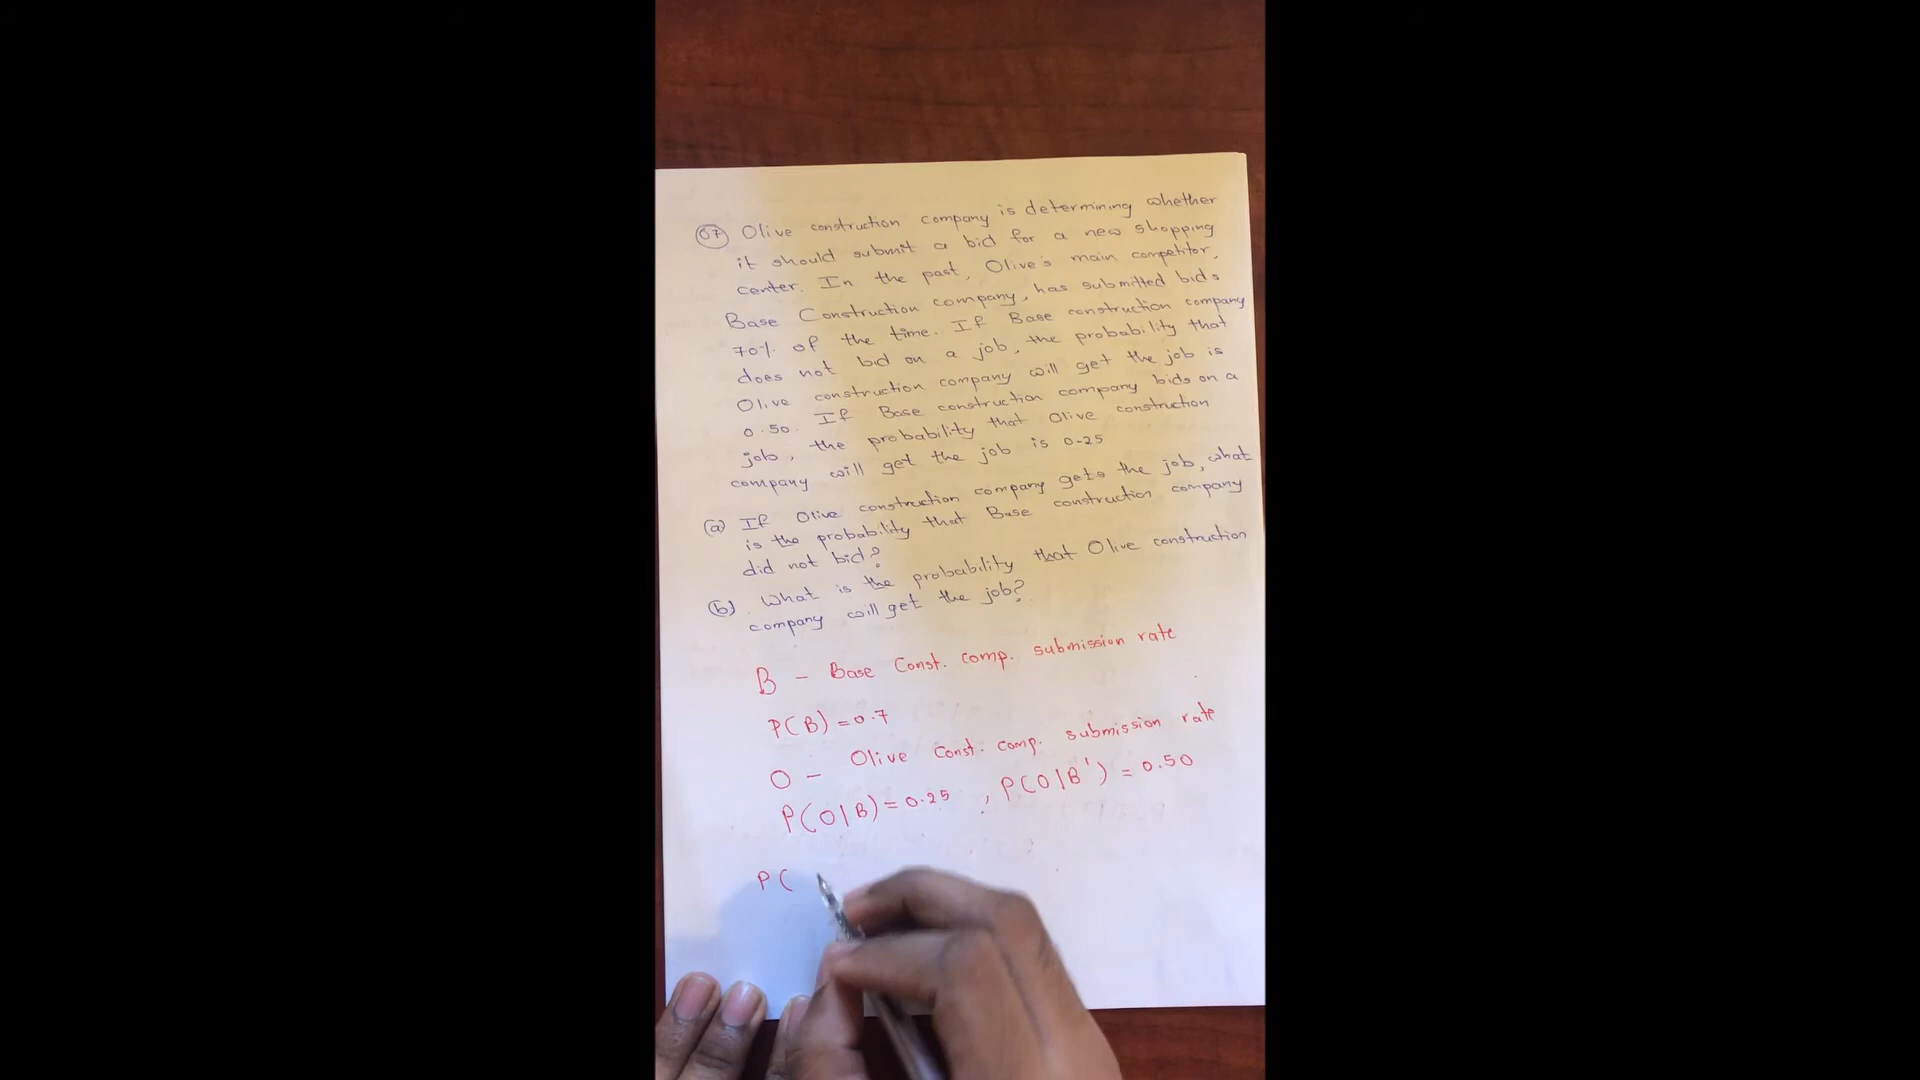 07 Olive construction company is determining whether
it should submit a bid for a new shopping
center. In the past, Olive's main competitor,
Base Construction company, has submitted bids
70% of the time. If Base construction company
does not bid on a job, the probability that
Olive construction company will get the job is
0.50. If Base construction company bids on a
job, the probability that Olive construction
company will get the job is 0.25
(a) If Olive construction company gets the job, what
is the probability that Base construction company
did not bid?
(b) What is the probability that Olive construction
company will get the job?
B - Base Const. comp. submission rate
P(B) = 0.7
O - Olive Const. comp. submission rate
P(O|B) = 0.25 , P(O|B') = 0.50
P(